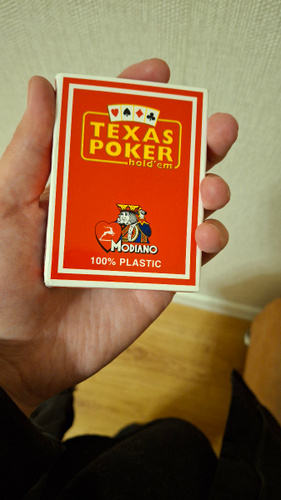 TEXAS
POKER
hold'em
MODIANO
100% PLASTIC